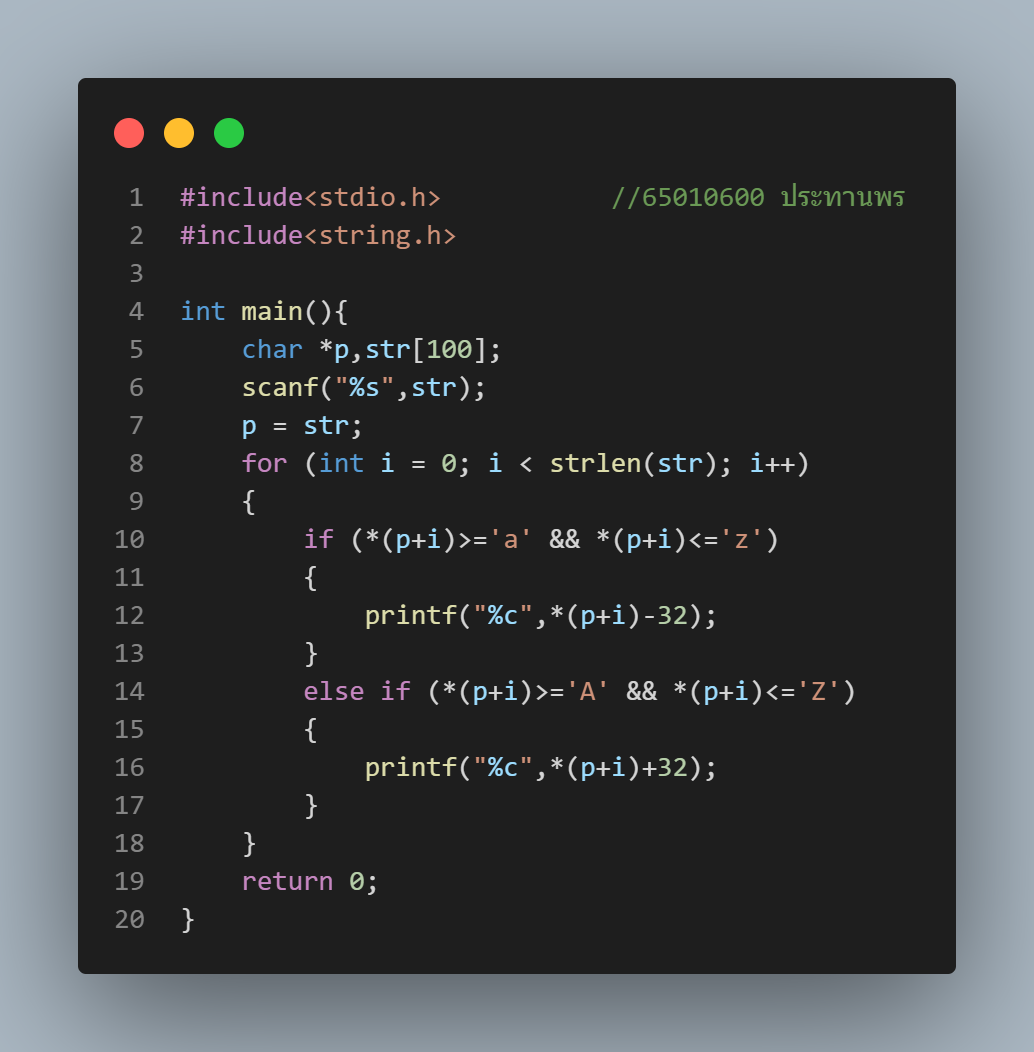 1 #include<stdio.h> //65010600 ประทานพร
2 #include<string.h>
3
4 int main(){
5 char *p,str[100];
6 scanf("%s",str);
7 p = str;
8 for (int i = 0; i < strlen(str); i++)
9 {
10 if (*(p+i)>='a' && *(p+i)<='z')
11 {
12 printf("%c",*(p+i)-32);
13 }
14 else if (*(p+i)>='A' && *(p+i)<='Z')
15 {
16 printf("%c",*(p+i)+32);
17 }
18 }
19 return 0;
20 }